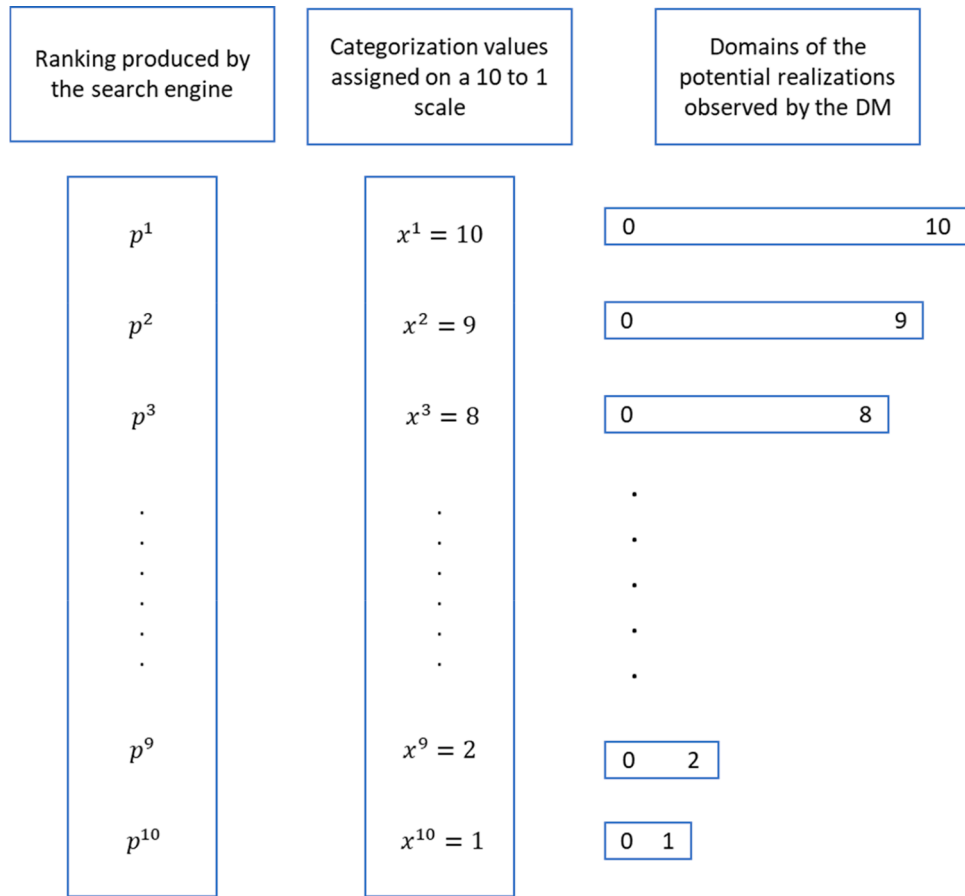 Ranking produced by
the search engine
Categorization values
assigned on a 10 to 1
scale
Domains of the
potential realizations
observed by the DM
p¹ x¹ = 10 0 10
p² x² = 9 0 9
p³ x³ = 8 0 8
. . .
. . .
. . .
. . .
. . .
. .
p⁹ x⁹ = 2 0 2
p¹⁰ x¹⁰ = 1 0 1